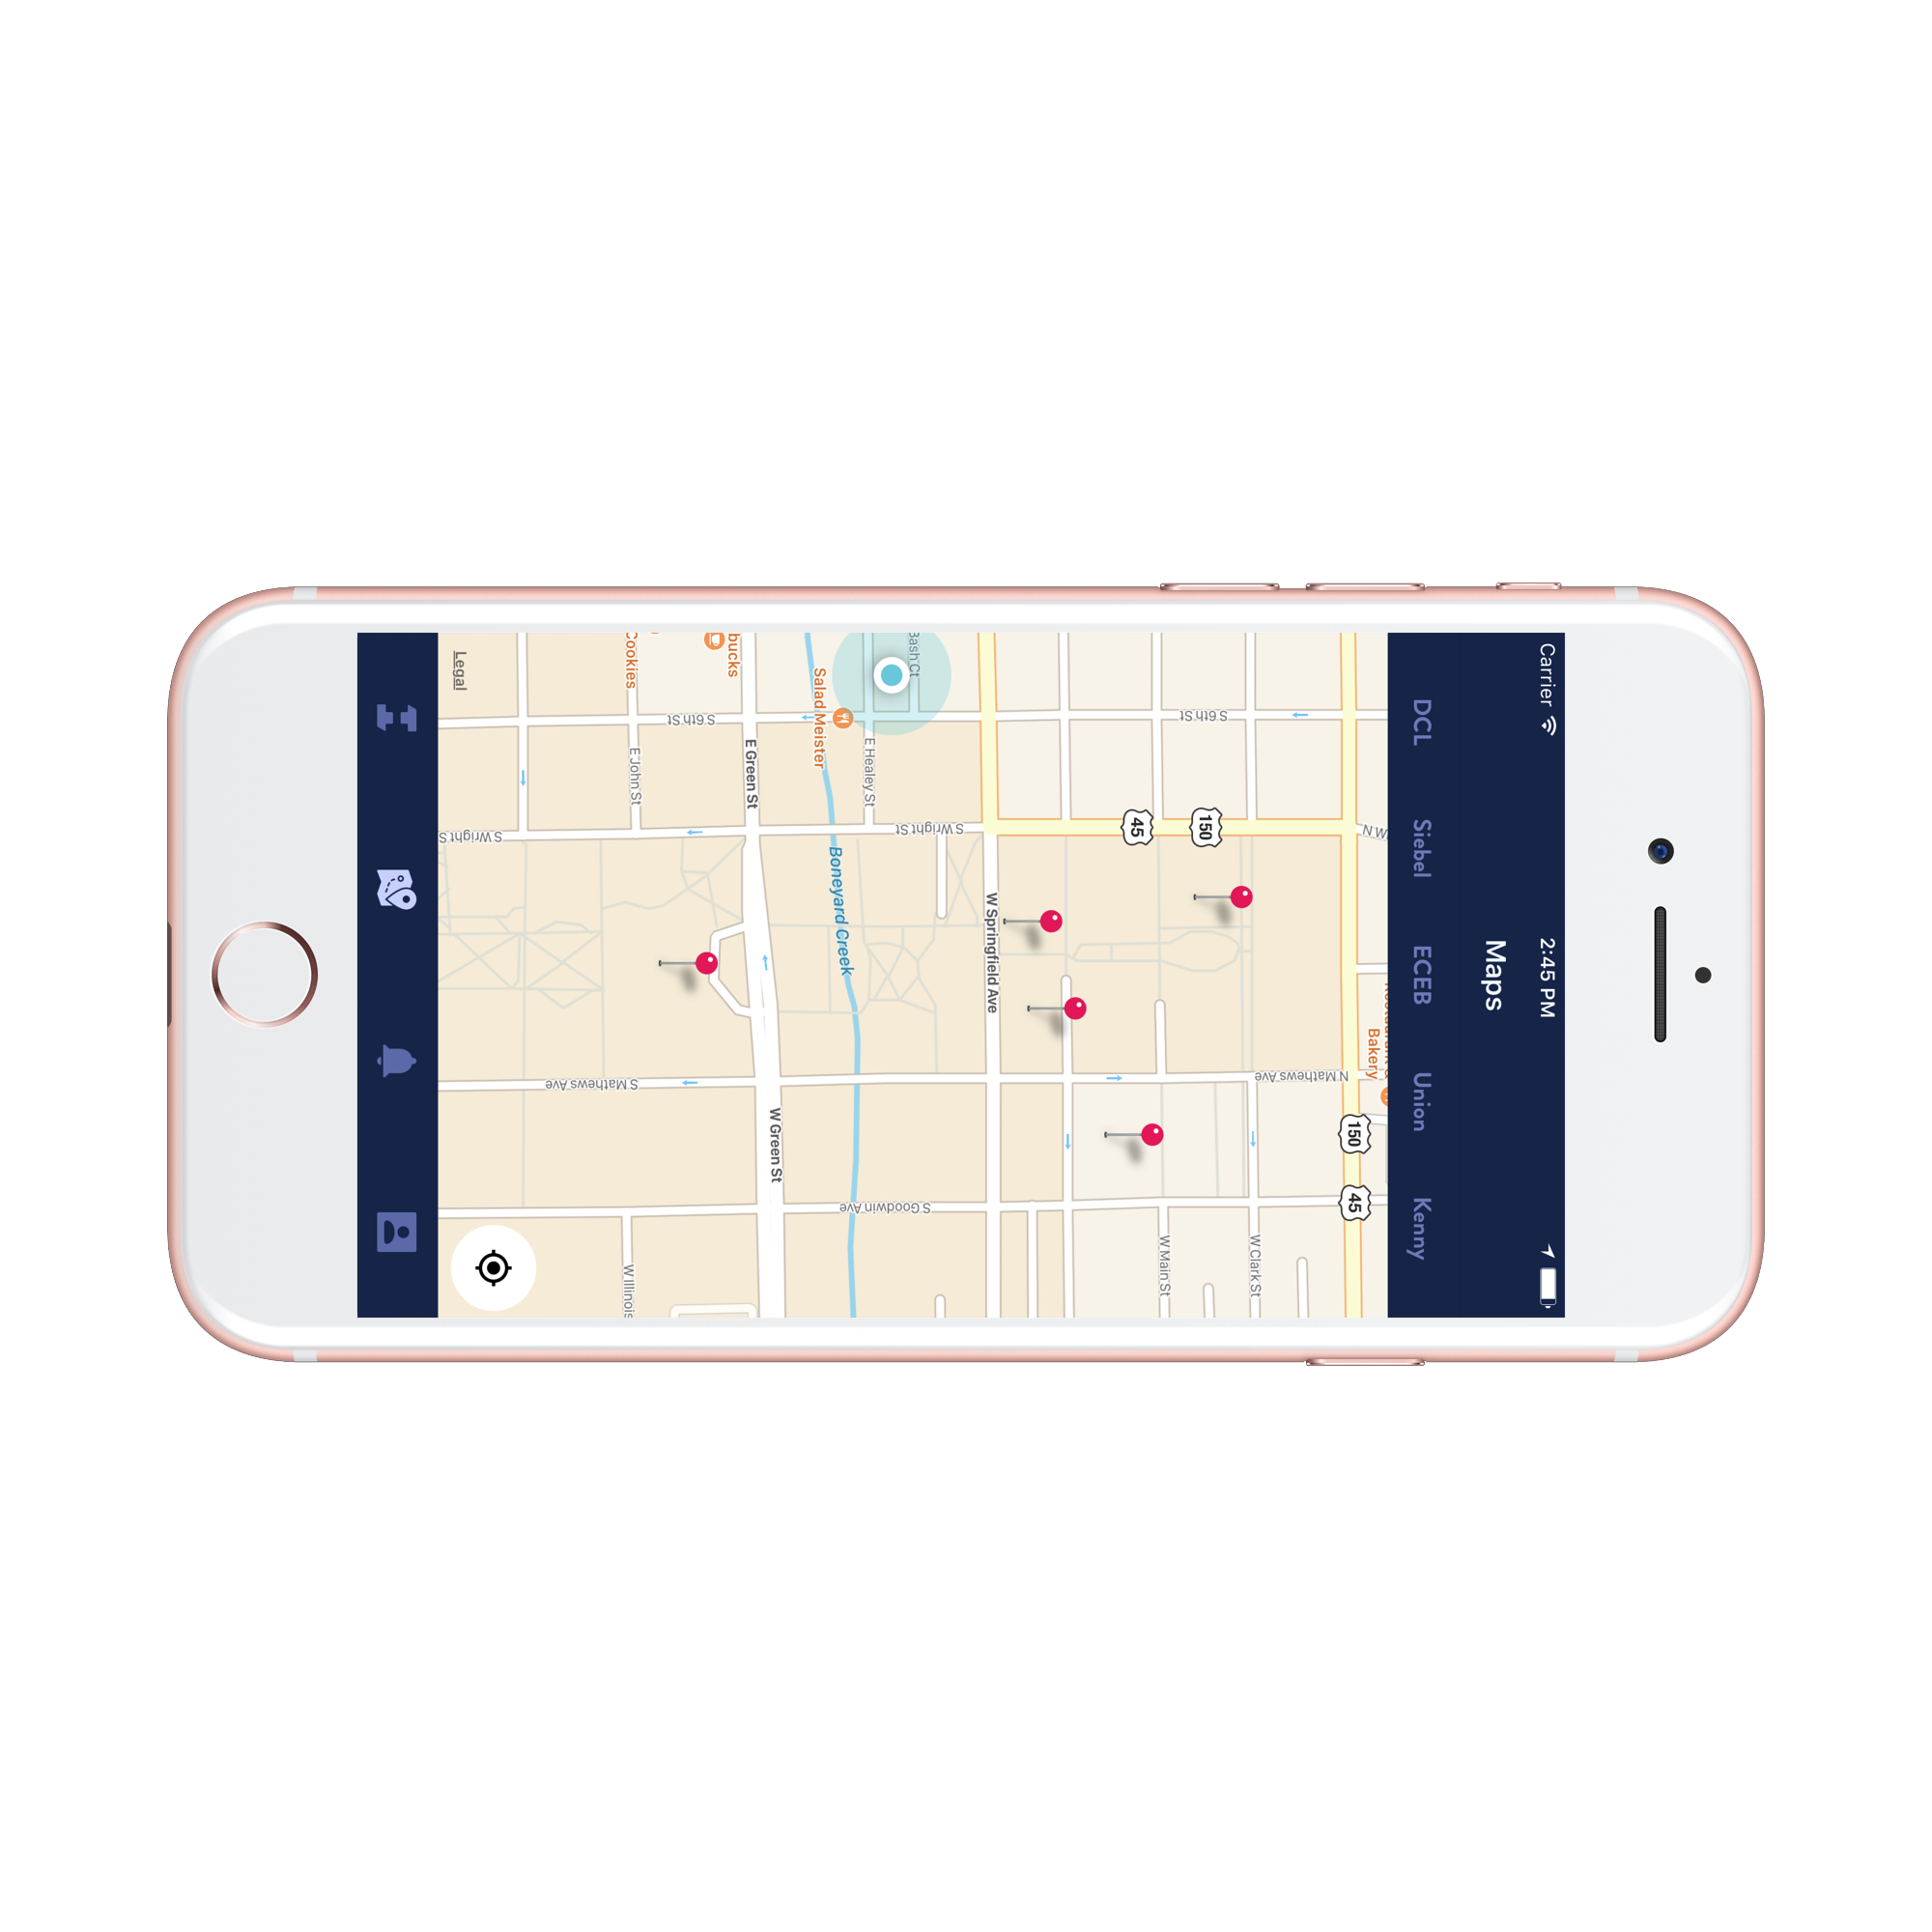 Carrier
2:45 PM
Maps
DCL
Siebel
ECEB
Union
Kenny
Bakery
N W
150
45
N Mathews Ave
W Clark St
S 6th St
150
45
W Main St
W Springfield Ave
Bash Ct
S Wright St
E Healey St
S Goodwin Ave
Salad Meister
Boneyard Creek
bucks
E Green St
W Green St
S 6th St
Cookies
E John St
S Mathews Ave
W Illinois
S Wright S
Legal